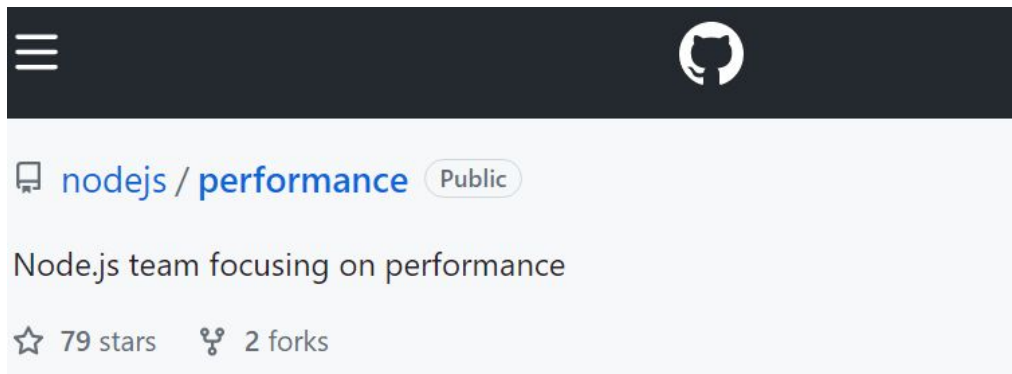 nodejs / performance Public
Node.js team focusing on performance
79 stars 2 forks